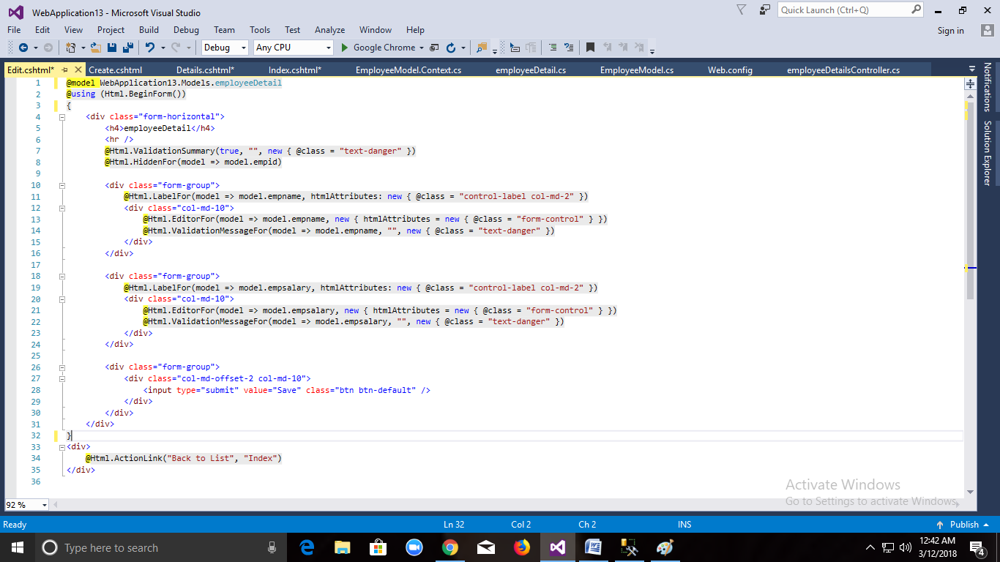 WebApplication13 - Microsoft Visual Studio
Quick Launch (Ctrl+Q)
File Edit View Project Build Debug Team Tools Test Analyze Window Help
Sign in
Debug Any CPU Google Chrome
Edit.cshtml* Create.cshtml Details.cshtml* Index.cshtml* EmployeeModel.Context.cs employeeDetail.cs EmployeeModel.cs Web.config employeeDetailsController.cs
Notifications
Solution Explorer
1 @model WebApplication13.Models.employeeDetail
2 @using (Html.BeginForm())
3 {
4 <div class="form-horizontal">
5 <h4>employeeDetail</h4>
6 <hr />
7 @Html.ValidationSummary(true, "", new { @class = "text-danger" })
8 @Html.HiddenFor(model => model.empid)
9
10 <div class="form-group">
11 @Html.LabelFor(model => model.empname, htmlAttributes: new { @class = "control-label col-md-2" })
12 <div class="col-md-10">
13 @Html.EditorFor(model => model.empname, new { htmlAttributes = new { @class = "form-control" } })
14 @Html.ValidationMessageFor(model => model.empname, "", new { @class = "text-danger" })
15 </div>
16 </div>
17
18 <div class="form-group">
19 @Html.LabelFor(model => model.empsalary, htmlAttributes: new { @class = "control-label col-md-2" })
20 <div class="col-md-10">
21 @Html.EditorFor(model => model.empsalary, new { htmlAttributes = new { @class = "form-control" } })
22 @Html.ValidationMessageFor(model => model.empsalary, "", new { @class = "text-danger" })
23 </div>
24 </div>
25
26 <div class="form-group">
27 <div class="col-md-offset-2 col-md-10">
28 <input type="submit" value="Save" class="btn btn-default" />
29 </div>
30 </div>
31 </div>
32 }
33 <div>
34 @Html.ActionLink("Back to List", "Index")
35 </div>
36
Activate Windows
Go to Settings to activate Windows.
92 %
Ready Ln 32 Col 2 Ch 2 INS Publish
Type here to search
12:42 AM
3/12/2018
4